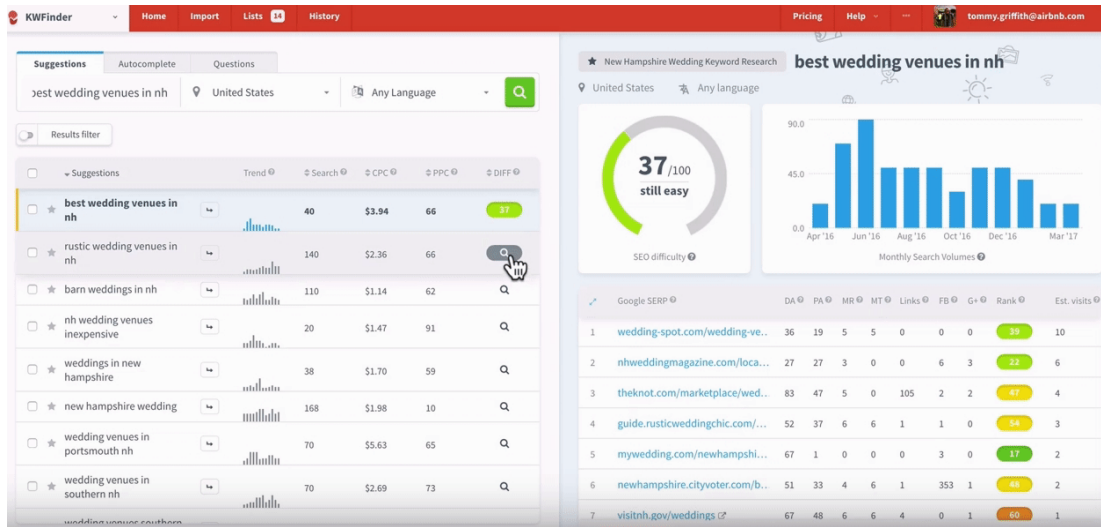 KWFinder Home Import Lists 14 History Pricing Help tommy.griffith@airbnb.com
Suggestions Autocomplete Questions
best wedding venues in nh United States Any Language
Results filter
Suggestions Trend Search CPC PPC DIFF
best wedding venues in
nh
40 $3.94 66 37
rustic wedding venues in
nh
140 $2.36 66
barn weddings in nh 110 $1.14 62
nh wedding venues
inexpensive
20 $1.47 91
weddings in new
hampshire
38 $1.70 59
new hampshire wedding 168 $1.98 10
wedding venues in
portsmouth nh
70 $5.63 65
wedding venues in
southern nh
70 $2.69 73
wedding venues southern
New Hampshire Wedding Keyword Research best wedding venues in nh
United States Any language
37/100
still easy
SEO difficulty
90.0
45.0
0.0
Apr '16 Jun '16 Aug '16 Oct '16 Dec '16 Mar '17
Monthly Search Volumes
Google SERP DA PA MR MT Links FB G+ Rank Est. visits
1 wedding-spot.com/wedding-ve.. 36 19 5 5 0 0 0 39 10
2 nhweddingmagazine.com/loca... 27 27 3 0 0 6 3 22 6
3 theknot.com/marketplace/wed.. 83 47 5 0 105 2 2 47 4
4 guide.rusticweddingchic.com/... 52 37 6 6 1 1 0 54 3
5 mywedding.com/newhampshi... 67 1 0 0 0 3 0 17 2
6 newhampshire.cityvoter.com/b... 51 33 4 6 1 353 1 48 2
7 visitnh.gov/weddings 67 48 6 6 4 0 1 60 1